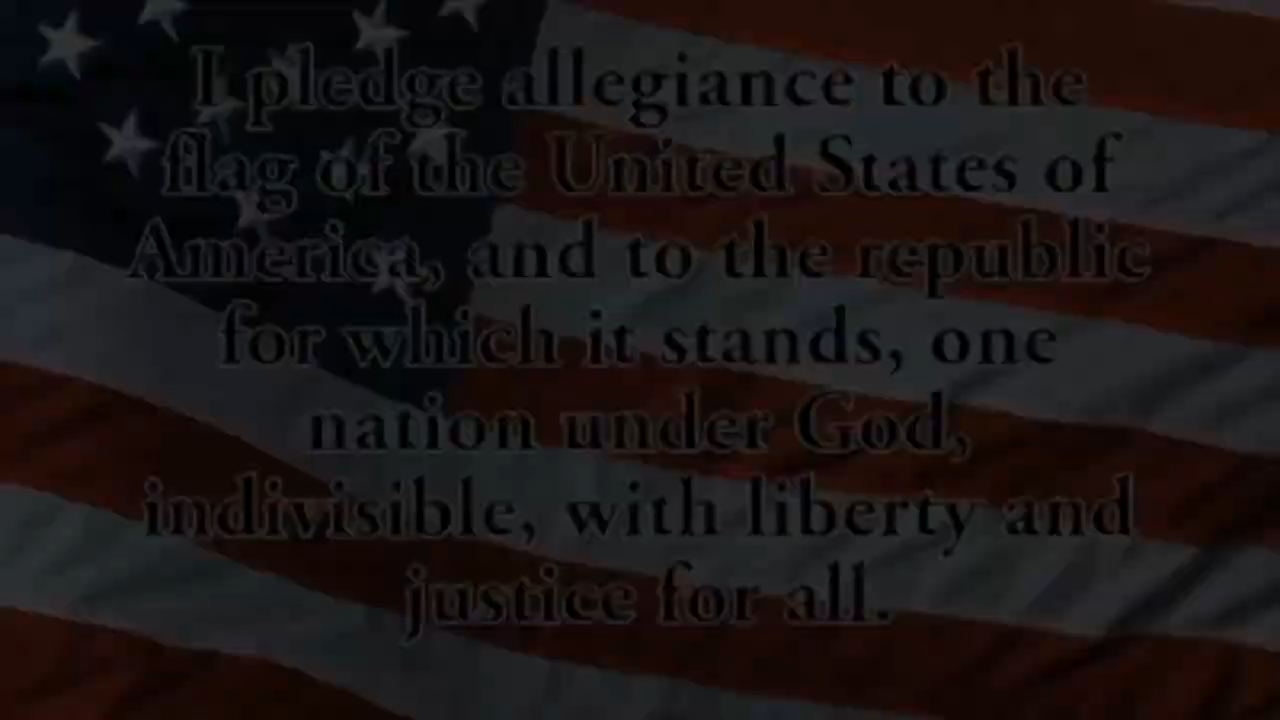 I pledge allegiance to the
flag of the United States of
America, and to the republic
for which it stands, one
nation under God,
indivisible, with liberty and
justice for all.